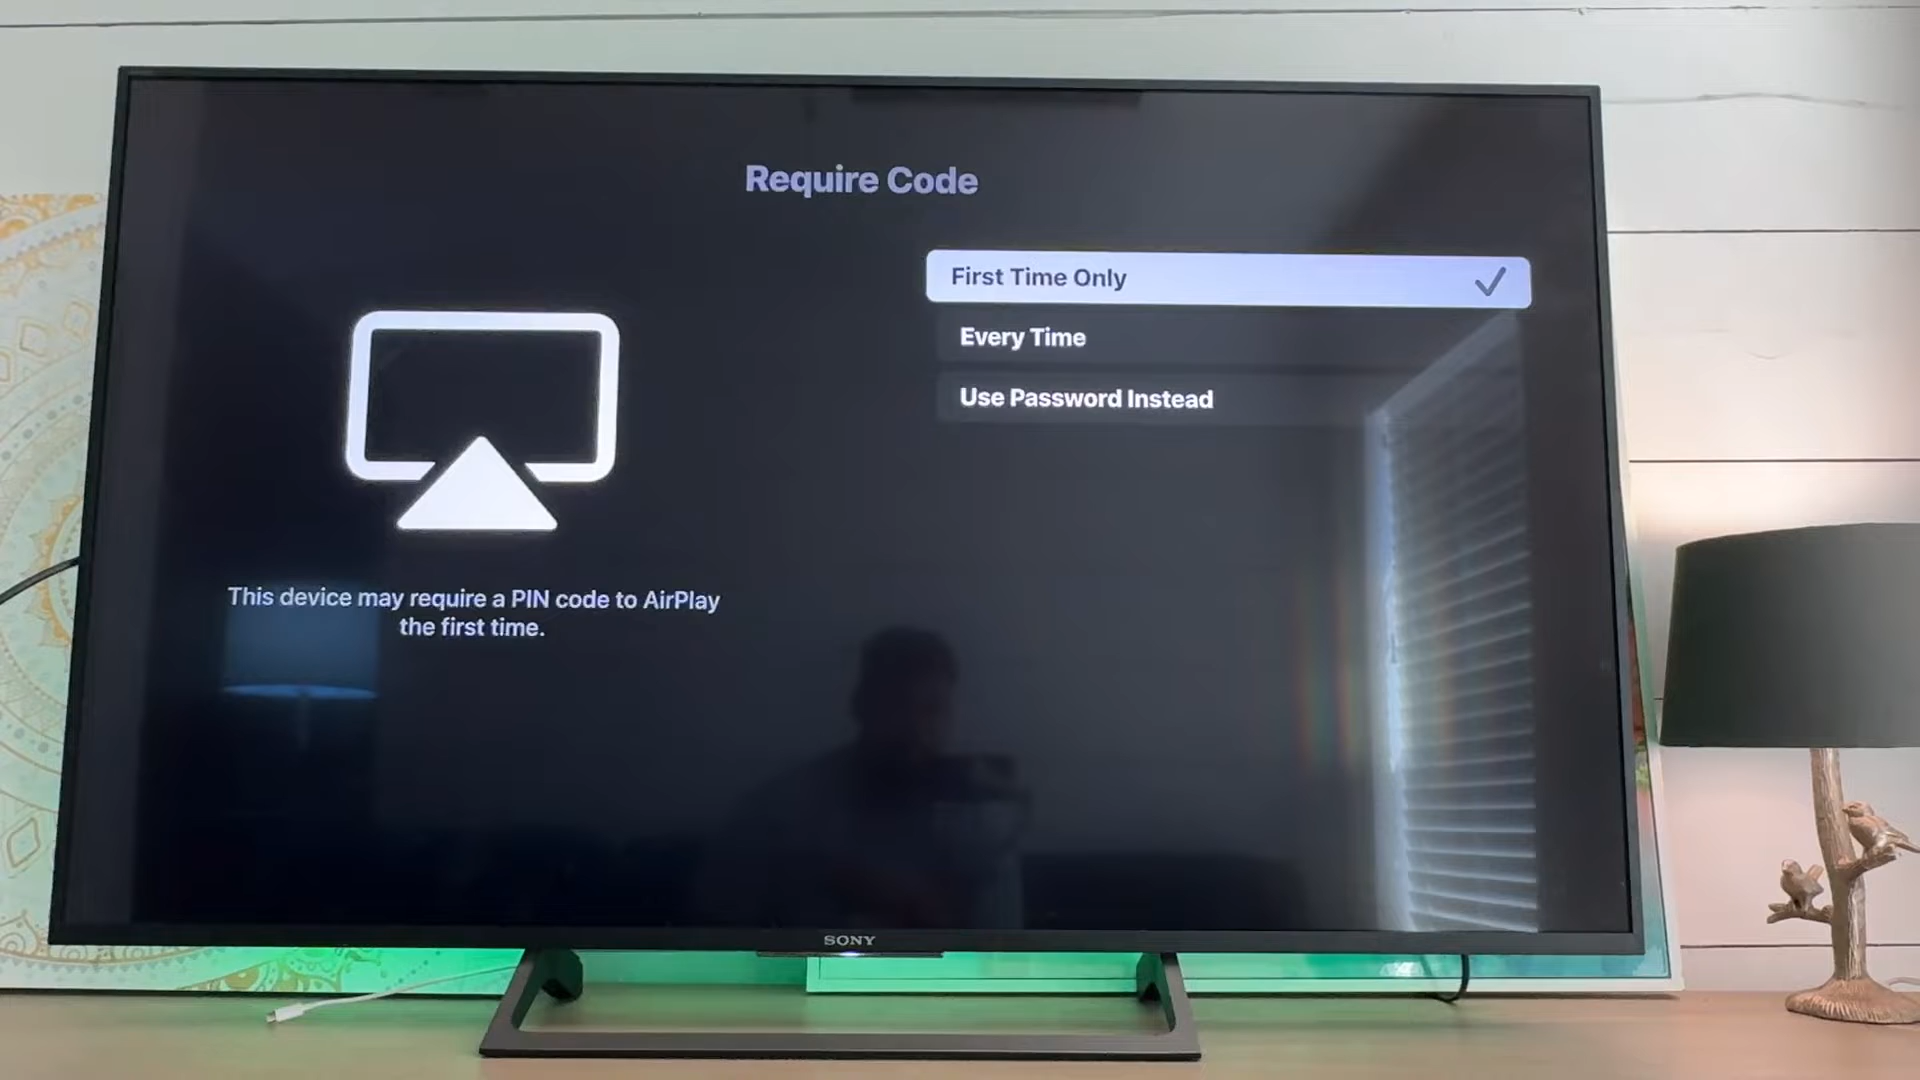 Require Code
First Time Only
Every Time
Use Password Instead
This device may require a PIN code to AirPlay
the first time.
SONY